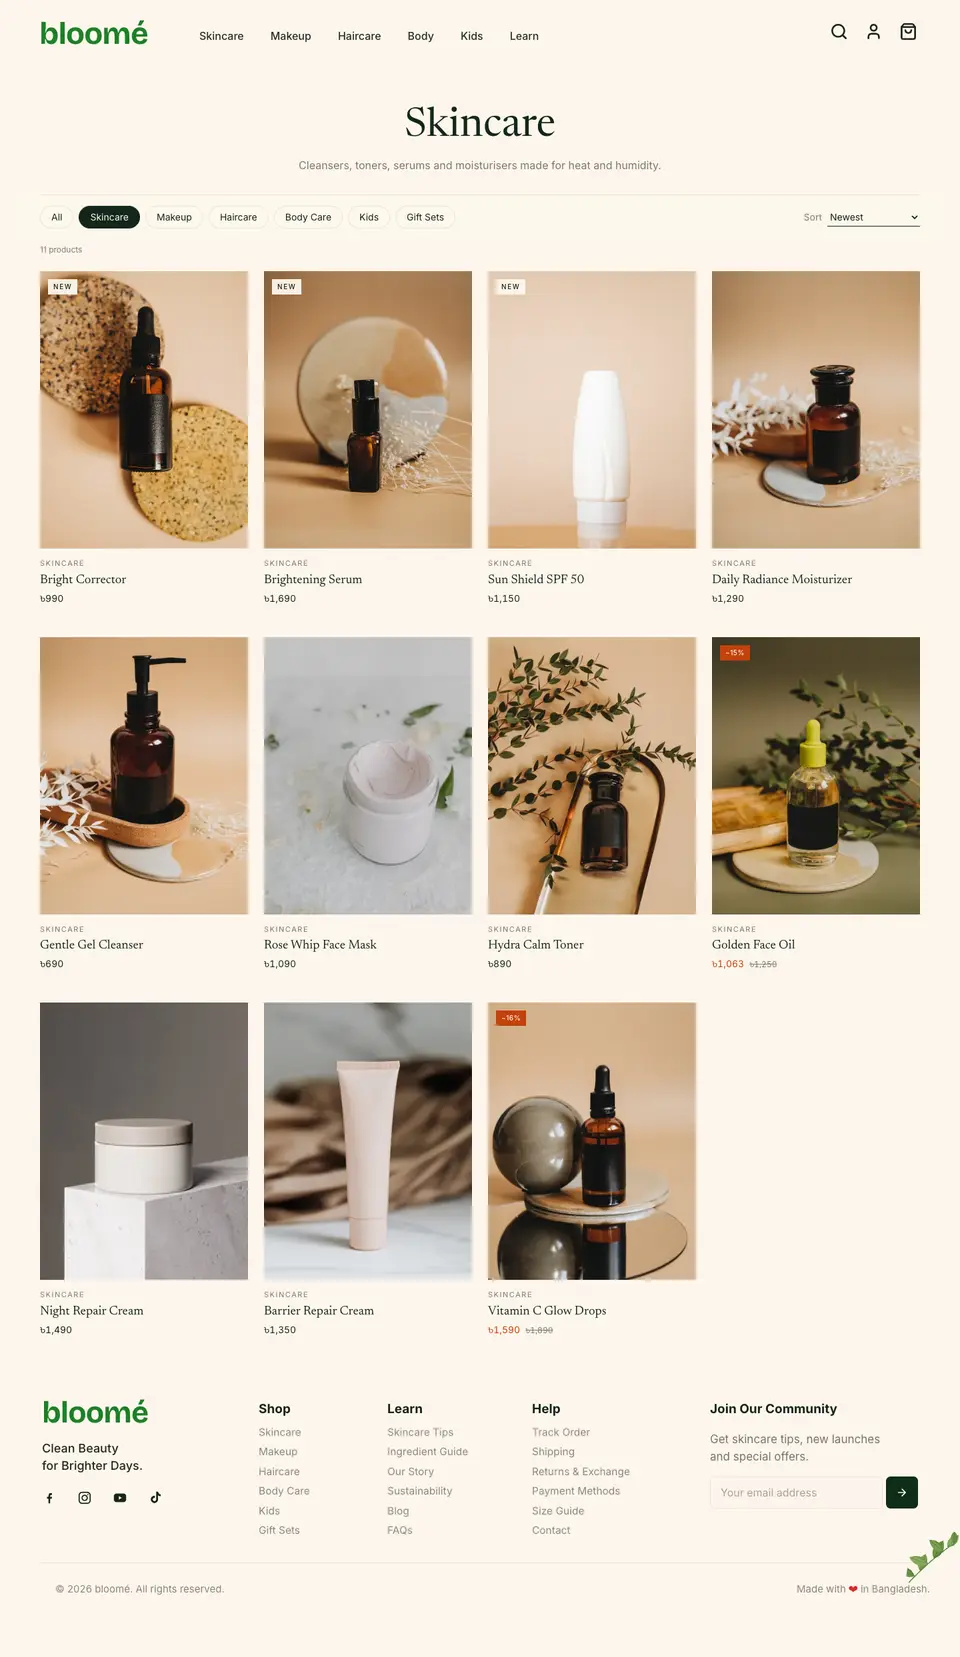 bloomé
Skincare Makeup Haircare Body Kids Learn
Skincare
Cleansers, toners, serums and moisturisers made for heat and humidity.
All Skincare Makeup Haircare Body Care Kids Gift Sets Sort Newest
11 products
NEW
NEW
NEW
SKINCARE
Bright Corrector
৳990
SKINCARE
Brightening Serum
৳1,690
SKINCARE
Sun Shield SPF 50
৳1,150
SKINCARE
Daily Radiance Moisturizer
৳1,290
SKINCARE
Gentle Gel Cleanser
৳690
SKINCARE
Rose Whip Face Mask
৳1,090
SKINCARE
Hydra Calm Toner
৳890
−15%
SKINCARE
Golden Face Oil
৳1,063 ৳1,250
SKINCARE
Night Repair Cream
৳1,490
SKINCARE
Barrier Repair Cream
৳1,350
−16%
SKINCARE
Vitamin C Glow Drops
৳1,590 ৳1,890
bloomé
Clean Beauty
for Brighter Days.
Shop
Skincare
Makeup
Haircare
Body Care
Kids
Gift Sets
Learn
Skincare Tips
Ingredient Guide
Our Story
Sustainability
Blog
FAQs
Help
Track Order
Shipping
Returns & Exchange
Payment Methods
Size Guide
Contact
Join Our Community
Get skincare tips, new launches
and special offers.
Your email address
© 2026 bloomé. All rights reserved.
Made with ❤ in Bangladesh.